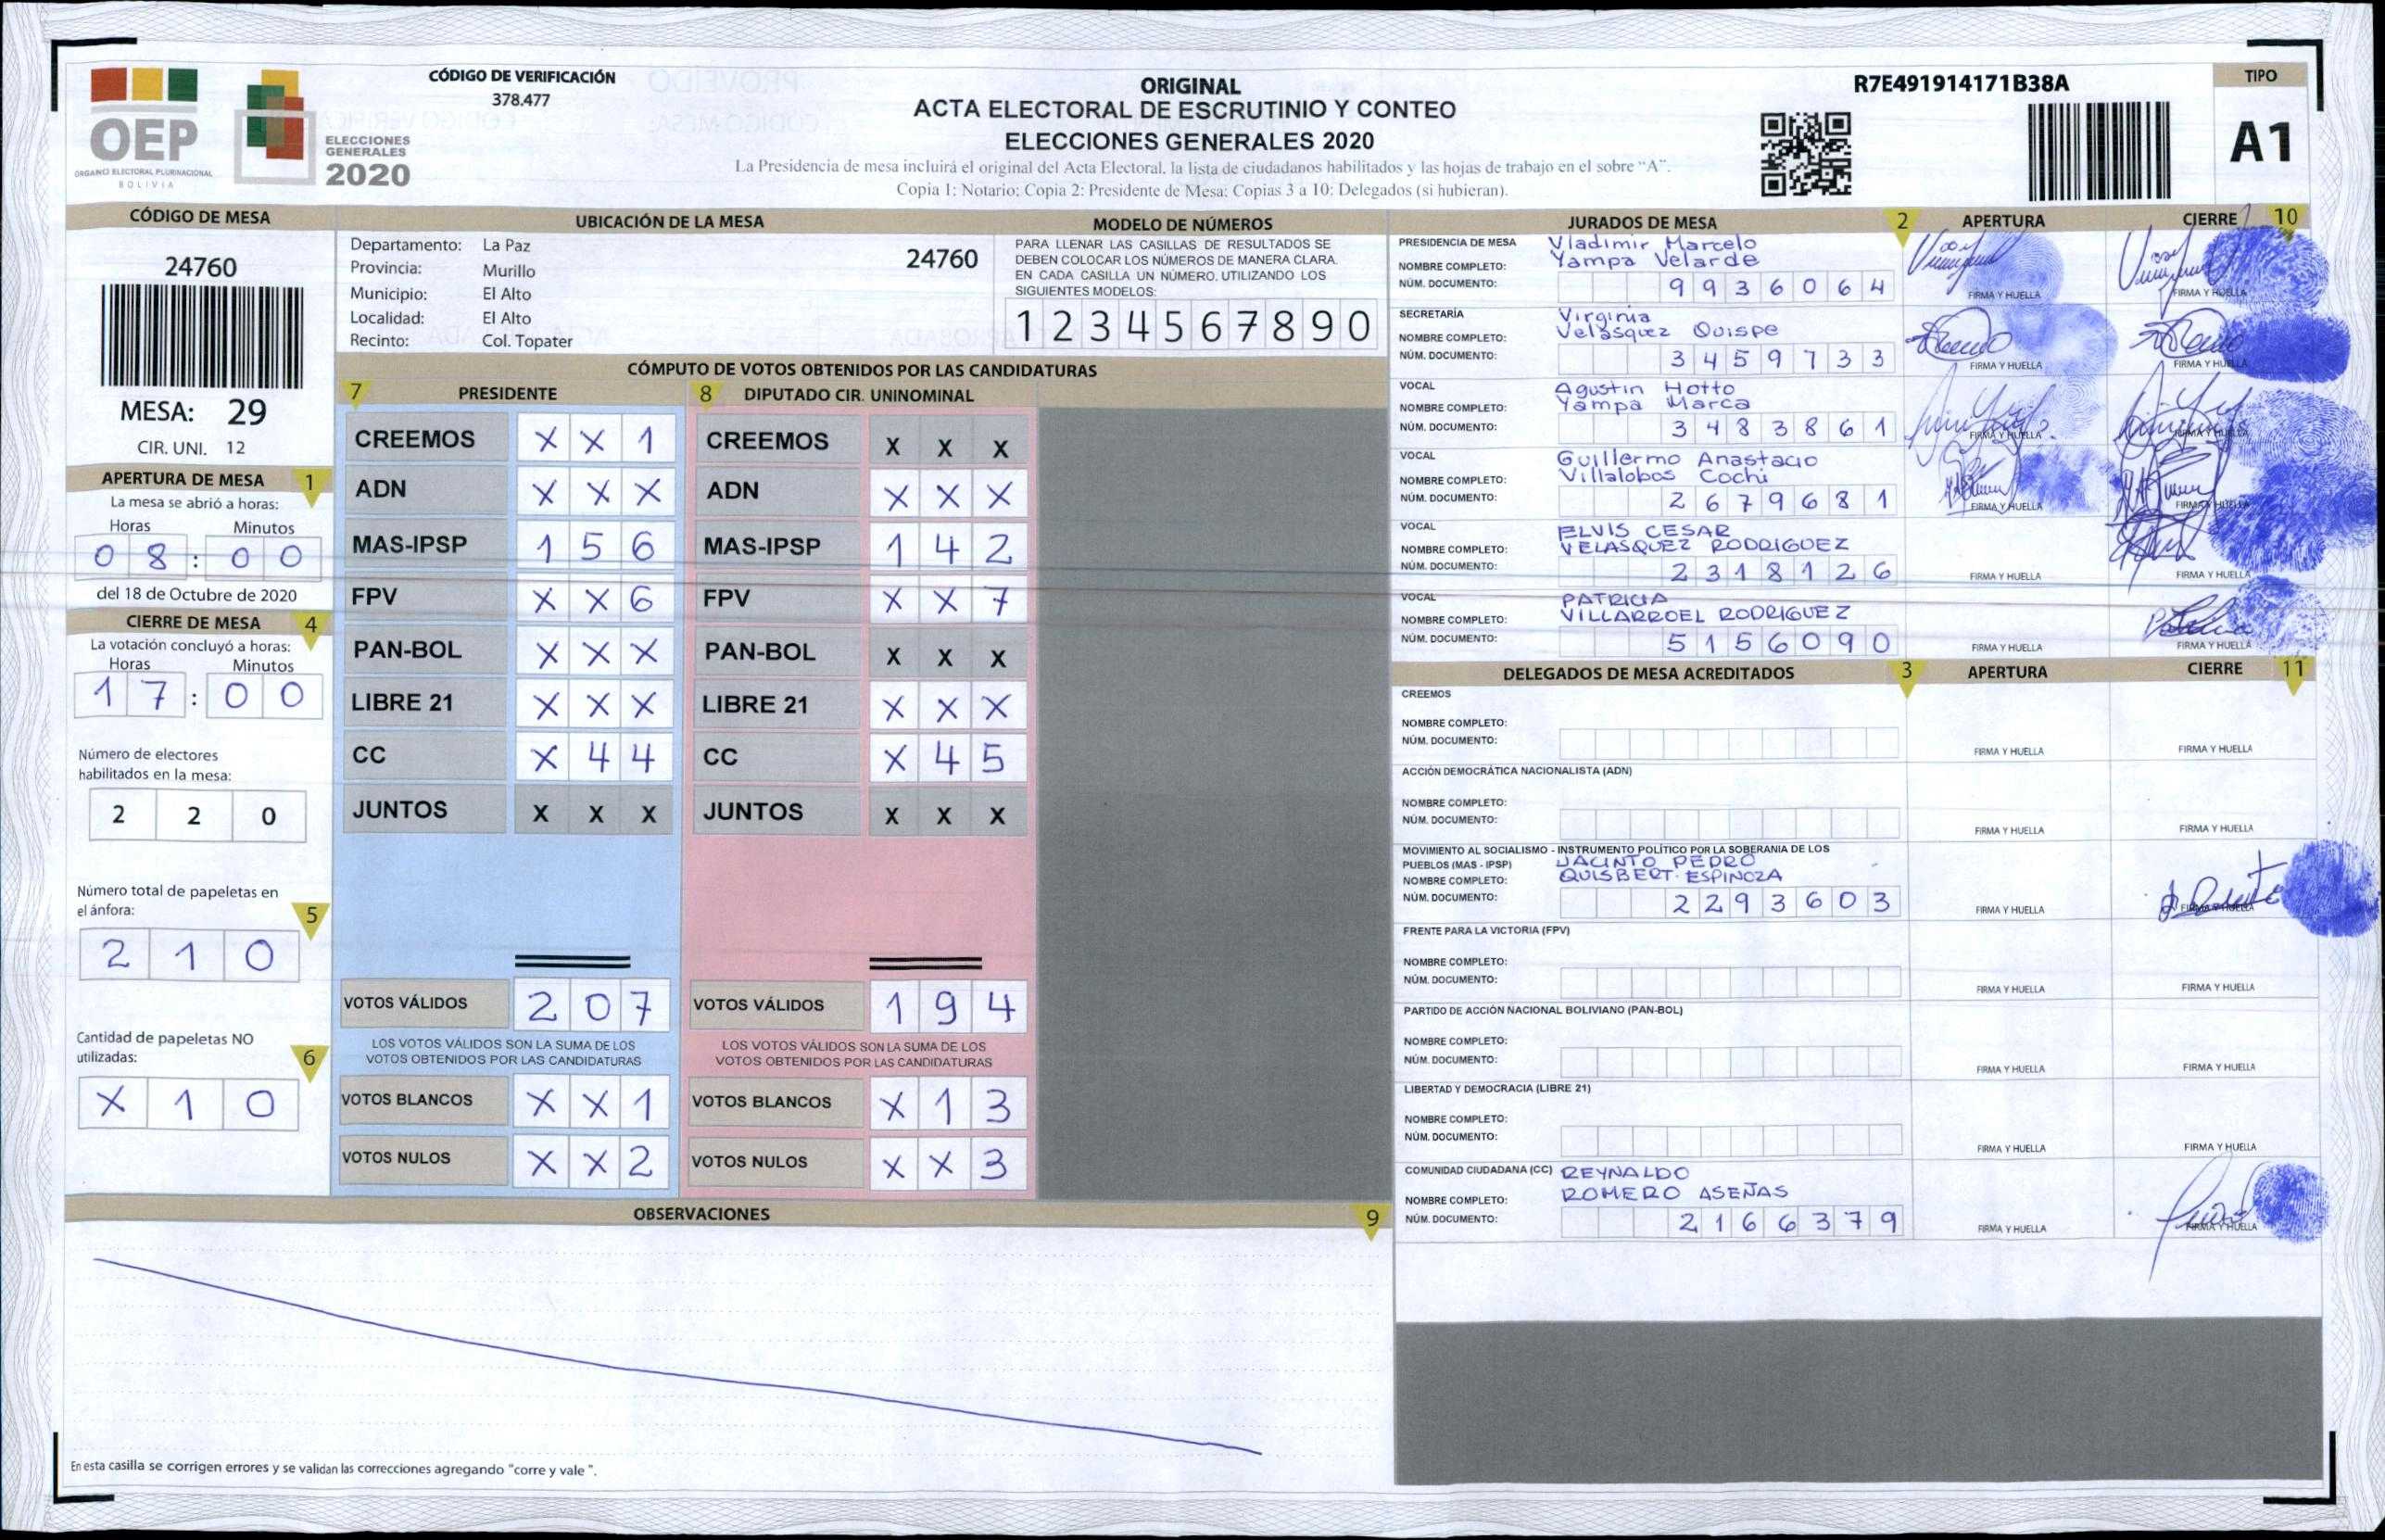 OEP
ORGANO ELECTORAL PLURINACIONAL
BOLIVIA
ELECCIONES
GENERALES
2020
CÓDIGO DE VERIFICACIÓN
378.477
ORIGINAL
ACTA ELECTORAL DE ESCRUTINIO Y CONTEO
ELECCIONES GENERALES 2020
La Presidencia de mesa incluirá el original del Acta Electoral, la lista de ciudadanos habilitados y las hojas de trabajo en el sobre "A".
Copia 1: Notario; Copia 2: Presidente de Mesa; Copias 3 a 10: Delegados (si hubieran).
R7E491914171B38A
TIPO
A1
CÓDIGO DE MESA
24760
MESA: 29
CIR. UNI. 12
APERTURA DE MESA 1
La mesa se abrió a horas:
Horas Minutos
0 8 : 0 0
del 18 de Octubre de 2020
CIERRE DE MESA 4
La votación concluyó a horas:
Horas Minutos
1 7 : 0 0
Número de electores
habilitados en la mesa:
2 2 0
Número total de papeletas en
el ánfora: 5
2 1 0
Cantidad de papeletas NO
utilizadas: 6
X 1 0
UBICACIÓN DE LA MESA
Departamento: La Paz 24760
Provincia: Murillo
Municipio: El Alto
Localidad: El Alto
Recinto: Col. Topater
MODELO DE NÚMEROS
PARA LLENAR LAS CASILLAS DE RESULTADOS SE
DEBEN COLOCAR LOS NÚMEROS DE MANERA CLARA.
EN CADA CASILLA UN NÚMERO. UTILIZANDO LOS
SIGUIENTES MODELOS:
1 2 3 4 5 6 7 8 9 0
CÓMPUTO DE VOTOS OBTENIDOS POR LAS CANDIDATURAS
7 PRESIDENTE 8 DIPUTADO CIR. UNINOMINAL
CREEMOS X X 1 CREEMOS X X X
ADN X X X ADN X X X
MAS-IPSP 1 5 6 MAS-IPSP 1 4 2
FPV X X 6 FPV X X 7
PAN-BOL X X X PAN-BOL X X X
LIBRE 21 X X X LIBRE 21 X X X
CC X 4 4 CC X 4 5
JUNTOS X X X JUNTOS X X X
VOTOS VÁLIDOS 2 0 7 VOTOS VÁLIDOS 1 9 4
LOS VOTOS VÁLIDOS SON LA SUMA DE LOS LOS VOTOS VÁLIDOS SON LA SUMA DE LOS
VOTOS OBTENIDOS POR LAS CANDIDATURAS VOTOS OBTENIDOS POR LAS CANDIDATURAS
VOTOS BLANCOS X X 1 VOTOS BLANCOS X 1 3
VOTOS NULOS X X 2 VOTOS NULOS X X 3
OBSERVACIONES 9
En esta casilla se corrigen errores y se validan las correcciones agregando "corre y vale ".
JURADOS DE MESA 2 APERTURA CIERRE 10
PRESIDENCIA DE MESA Vladimir Marcelo
NOMBRE COMPLETO: Yampa Velarde
NÚM. DOCUMENTO: 9 9 3 6 0 6 4 FIRMA Y HUELLA FIRMA Y HUELLA
SECRETARÍA Virginia
NOMBRE COMPLETO: Velasquez Quispe
NÚM. DOCUMENTO: 3 4 5 9 7 3 3 FIRMA Y HUELLA FIRMA Y HUELLA
VOCAL Agustin Hotto
NOMBRE COMPLETO: Yampa Marca
NÚM. DOCUMENTO: 3 4 8 3 8 6 1 FIRMA Y HUELLA FIRMA Y HUELLA
VOCAL Guillermo Anastacio
NOMBRE COMPLETO: Villalobos Cochi
NÚM. DOCUMENTO: 2 6 7 9 6 8 1 FIRMA Y HUELLA FIRMA Y HUELLA
VOCAL ELVIS CESAR
NOMBRE COMPLETO: VELASQUEZ RODRIGUEZ
NÚM. DOCUMENTO: 2 3 1 8 1 2 6 FIRMA Y HUELLA FIRMA Y HUELLA
VOCAL PATRICIA
NOMBRE COMPLETO: VILLARROEL RODRIGUEZ
NÚM. DOCUMENTO: 5 1 5 6 0 9 0 FIRMA Y HUELLA FIRMA Y HUELLA
DELEGADOS DE MESA ACREDITADOS 3 APERTURA CIERRE 11
CREEMOS
NOMBRE COMPLETO:
NÚM. DOCUMENTO: FIRMA Y HUELLA FIRMA Y HUELLA
ACCIÓN DEMOCRÁTICA NACIONALISTA (ADN)
NOMBRE COMPLETO:
NÚM. DOCUMENTO: FIRMA Y HUELLA FIRMA Y HUELLA
MOVIMIENTO AL SOCIALISMO - INSTRUMENTO POLÍTICO POR LA SOBERANIA DE LOS
PUEBLOS (MAS - IPSP) JACINTO PEDRO
NOMBRE COMPLETO: QUISBERT ESPINOZA
NÚM. DOCUMENTO: 2 2 9 3 6 0 3 FIRMA Y HUELLA FIRMA Y HUELLA
FRENTE PARA LA VICTORIA (FPV)
NOMBRE COMPLETO:
NÚM. DOCUMENTO: FIRMA Y HUELLA FIRMA Y HUELLA
PARTIDO DE ACCIÓN NACIONAL BOLIVIANO (PAN-BOL)
NOMBRE COMPLETO:
NÚM. DOCUMENTO: FIRMA Y HUELLA FIRMA Y HUELLA
LIBERTAD Y DEMOCRACIA (LIBRE 21)
NOMBRE COMPLETO:
NÚM. DOCUMENTO: FIRMA Y HUELLA FIRMA Y HUELLA
COMUNIDAD CIUDADANA (CC) REYNALDO
NOMBRE COMPLETO: ROMERO ASEÑAS
NÚM. DOCUMENTO: 2 1 6 6 3 7 9 FIRMA Y HUELLA FIRMA Y HUELLA